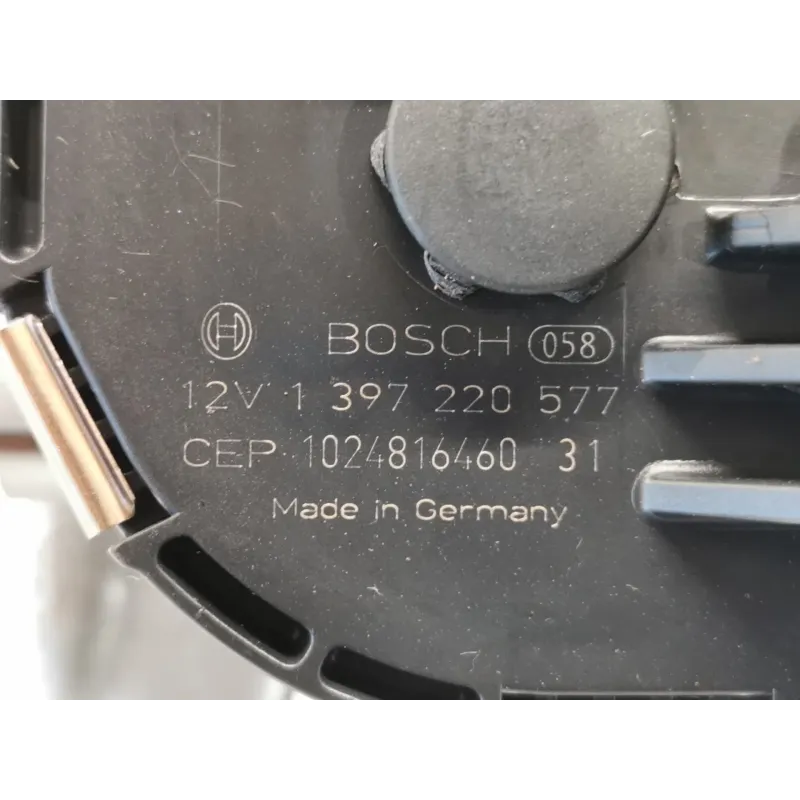 BOSCH 058
12V 1 397 220 577
CEP 1024816460 31
Made in Germany